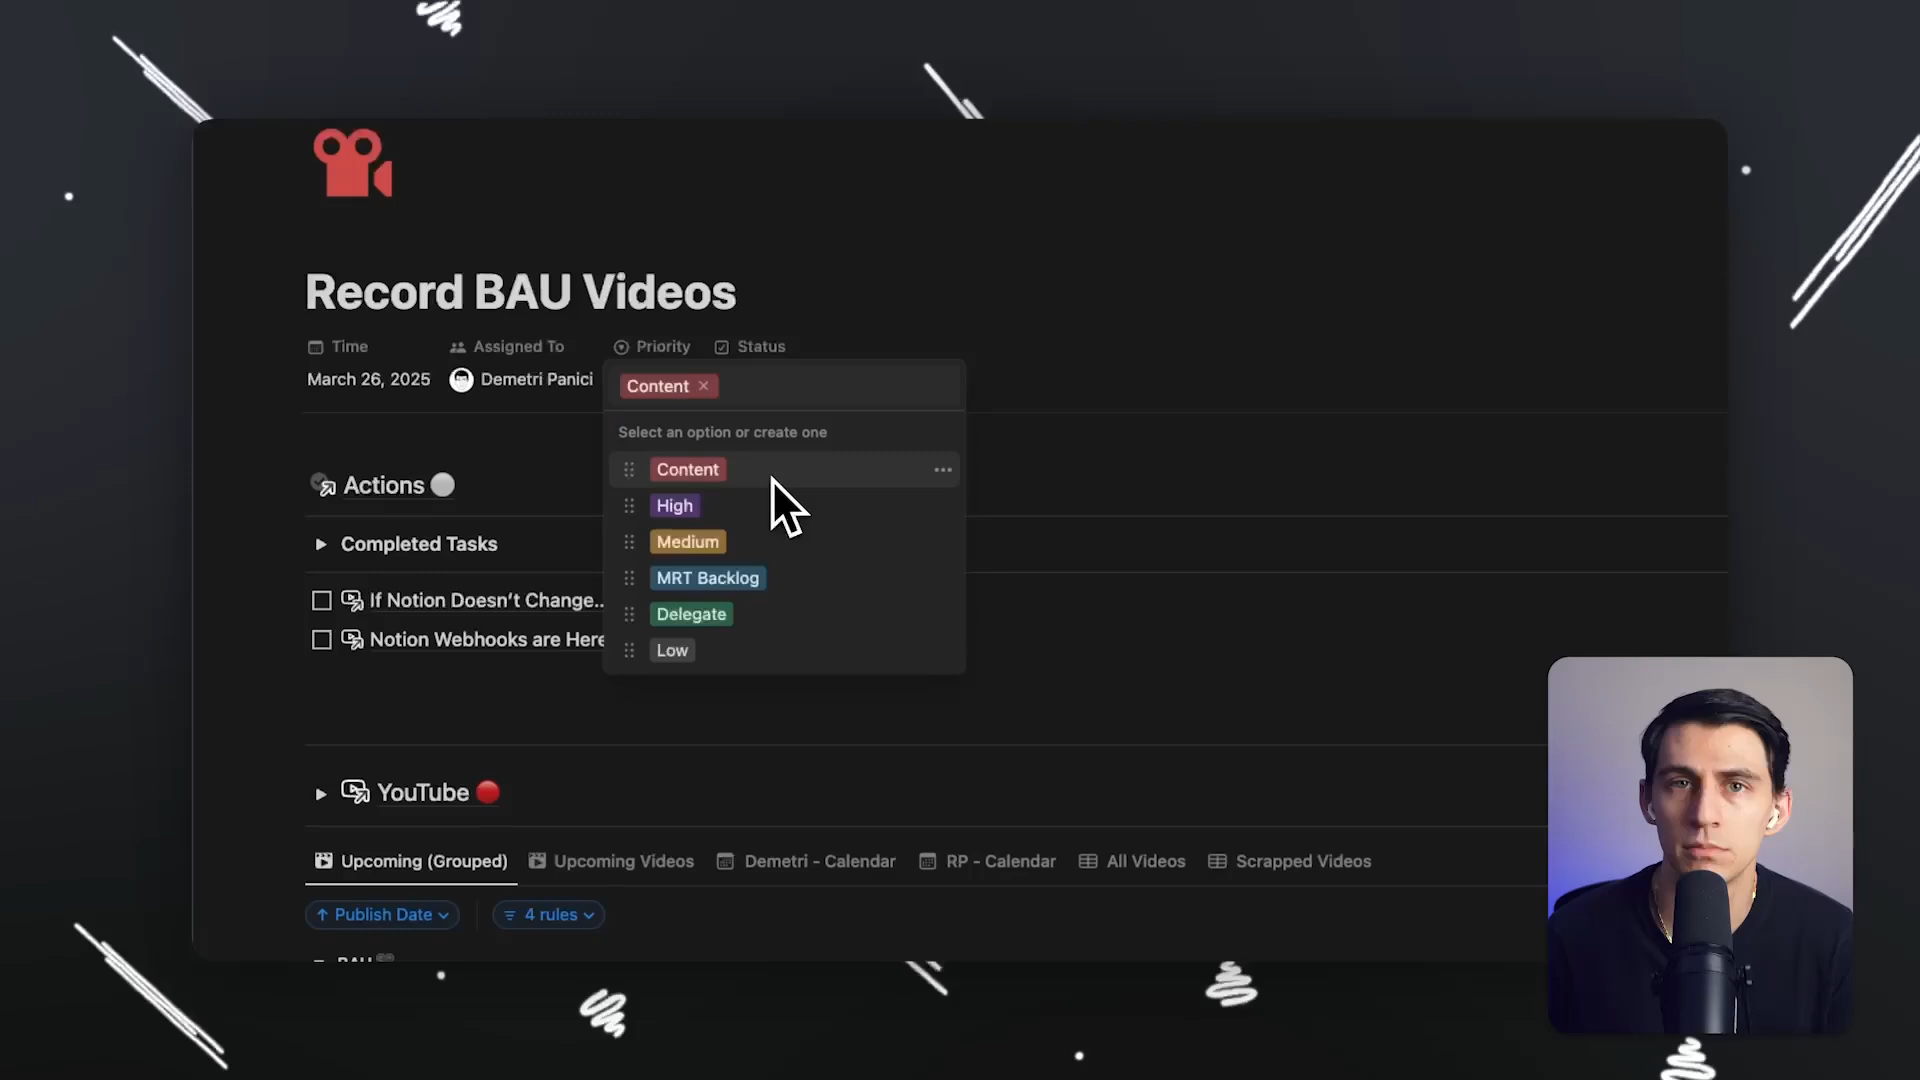 Record BAU Videos
Time
Assigned To
Priority
Status
March 26, 2025
Demetri Panici
Content ×
Select an option or create one
Content
High
Medium
MRT Backlog
Delegate
Low
Actions
Completed Tasks
If Notion Doesn't Change..
Notion Webhooks are Here
YouTube
Upcoming (Grouped)
Upcoming Videos
Demetri - Calendar
RP - Calendar
All Videos
Scrapped Videos
Publish Date
4 rules
BAU